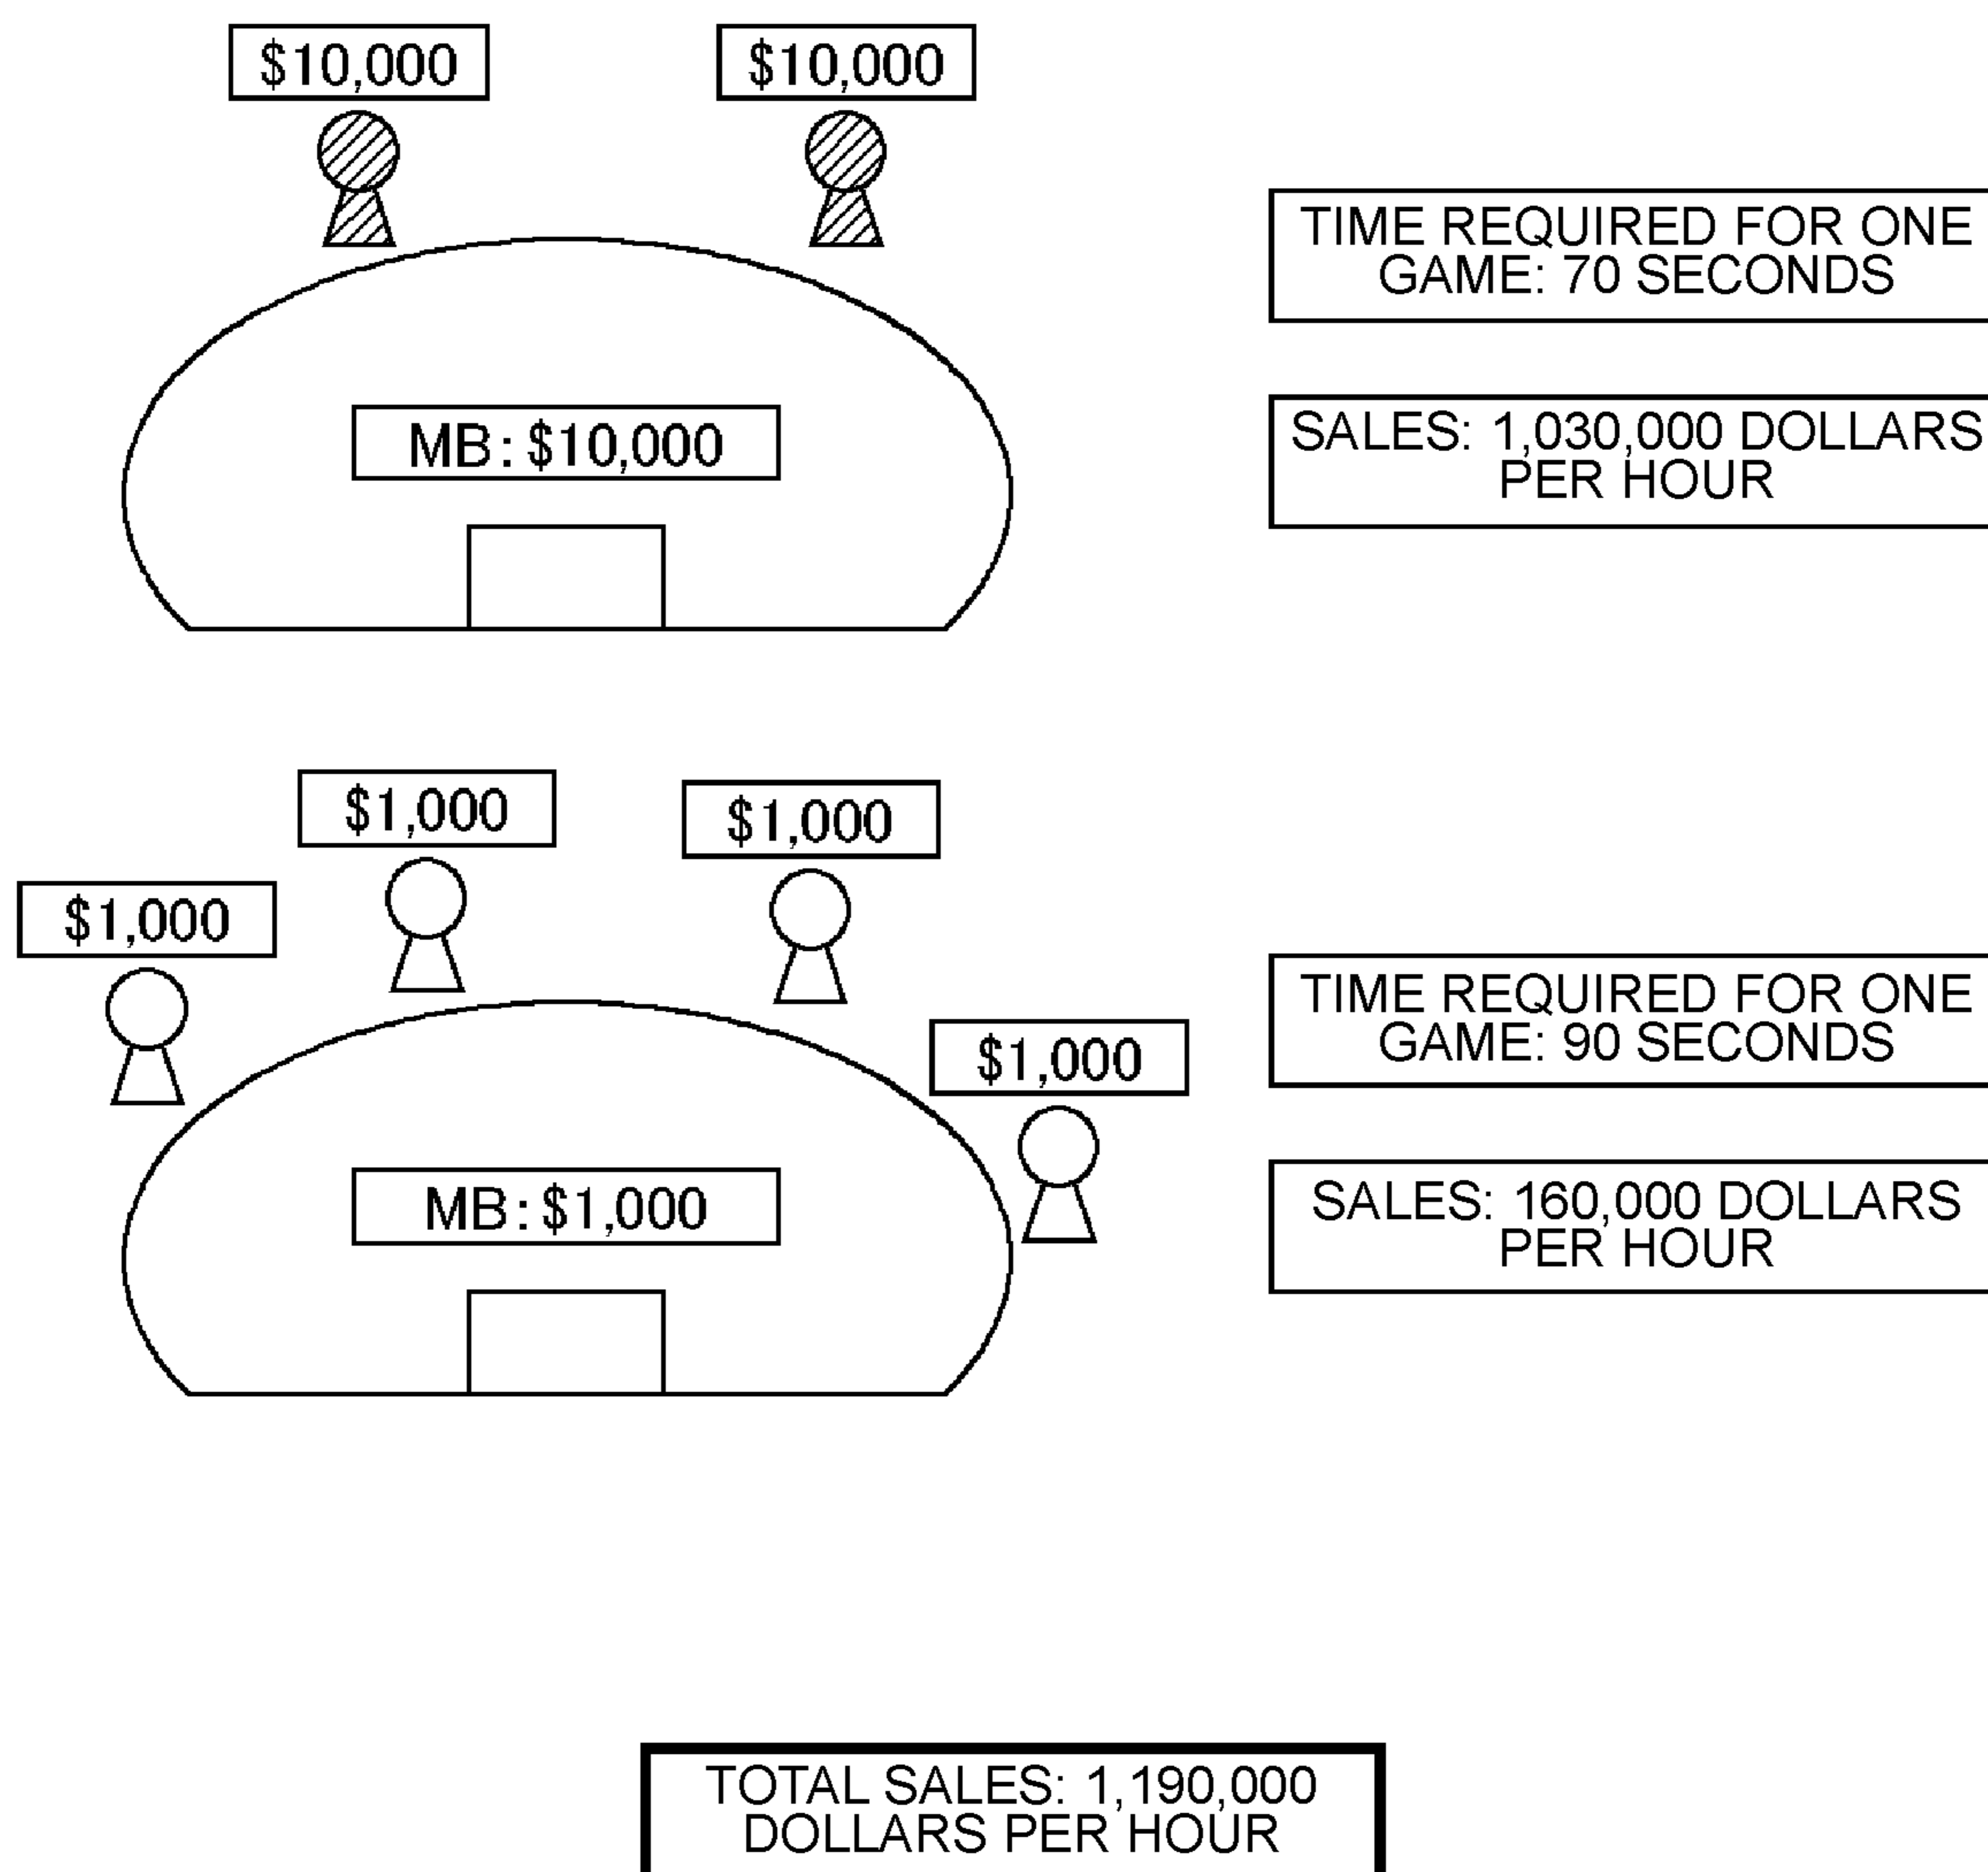 $10,000
$10,000
TIME REQUIRED FOR ONE
GAME: 70 SECONDS
MB: $10,000
SALES: 1,030,000 DOLLARS
PER HOUR
$1,000
$1,000
$1,000
$1,000
TIME REQUIRED FOR ONE
GAME: 90 SECONDS
MB: $1,000
SALES: 160,000 DOLLARS
PER HOUR
TOTAL SALES: 1,190,000
DOLLARS PER HOUR